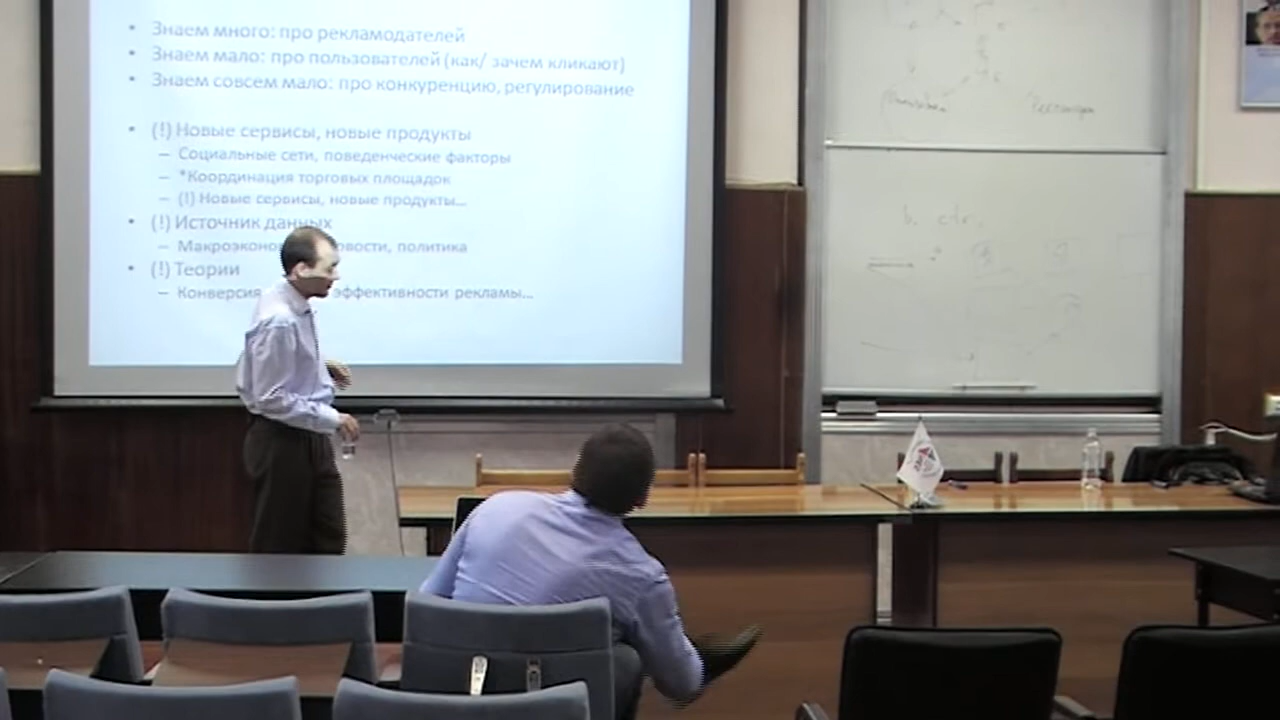 • Знаем много: про рекламодателей
• Знаем мало: про пользователей (как/ зачем кликают)
• Знаем совсем мало: про конкуренцию, регулирование
• (!) Новые сервисы, новые продукты
– Социальные сети, поведенческие факторы
– *Координация торговых площадок
– (!) Новые сервисы, новые продукты...
• (!) Источник данных
– политика
• (!) Теории
– Конверсия эффективности рекламы...
b. ctr.